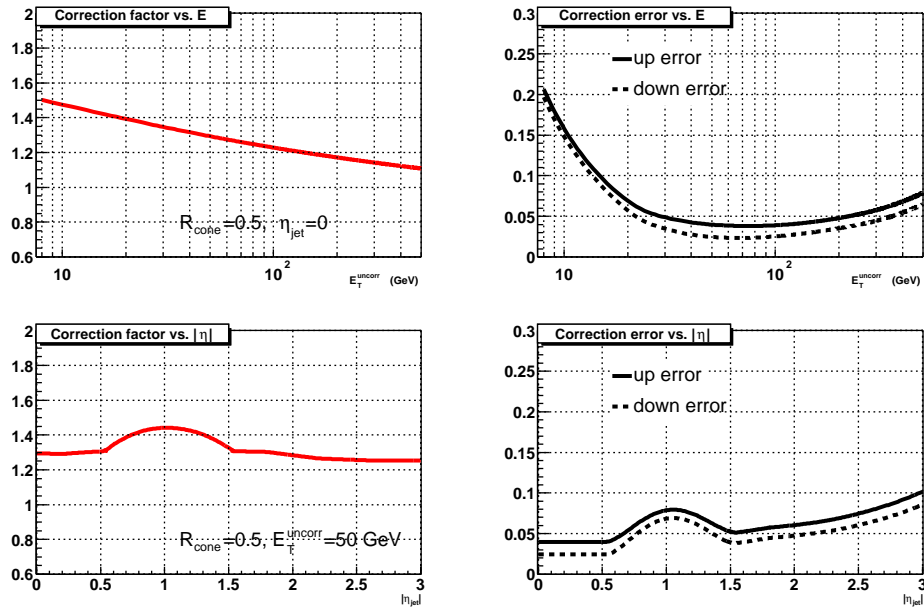 Correction factor vs. E
2
1.8
1.6
1.4
1.2
1
0.8
0.6
R_cone=0.5, η_jet=0
10
10^2
E_T^uncorr (GeV)
Correction error vs. E
0.3
0.25
0.2
0.15
0.1
0.05
0
up error
down error
10
10^2
E_T^uncorr (GeV)
Correction factor vs. |η|
2
1.8
1.6
1.4
1.2
1
0.8
0.6
R_cone=0.5, E_T^uncorr=50 GeV
0 0.5 1 1.5 2 2.5 3
|η_jet|
Correction error vs. |η|
0.3
0.25
0.2
0.15
0.1
0.05
0
up error
down error
0 0.5 1 1.5 2 2.5 3
|η_jet|